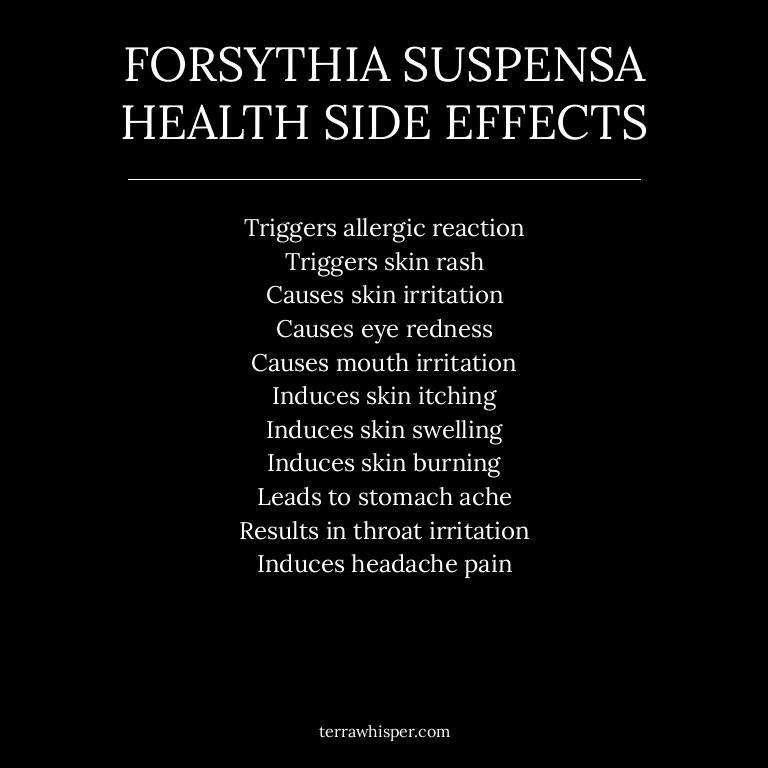 FORSYTHIA SUSPENSA
HEALTH SIDE EFFECTS
Triggers allergic reaction
Triggers skin rash
Causes skin irritation
Causes eye redness
Causes mouth irritation
Induces skin itching
Induces skin swelling
Induces skin burning
Leads to stomach ache
Results in throat irritation
Induces headache pain
terrawhisper.com